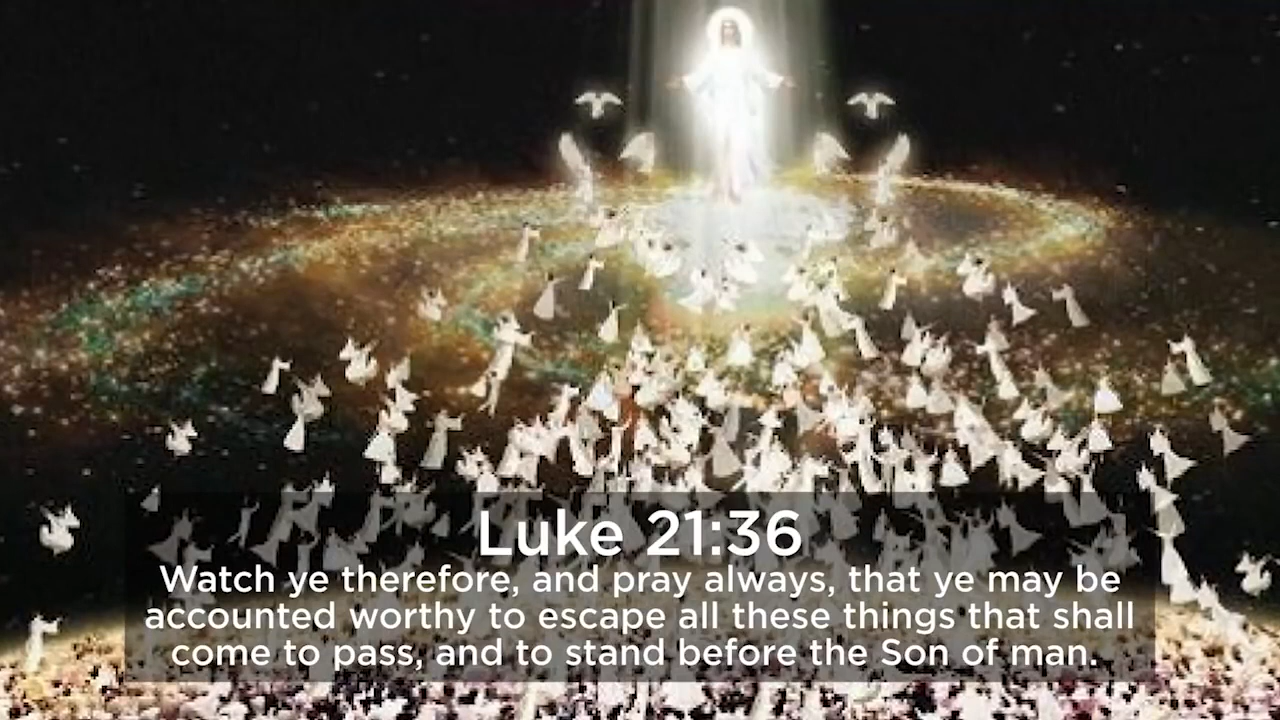 Luke 21:36
Watch ye therefore, and pray always, that ye may be
accounted worthy to escape all these things that shall
come to pass, and to stand before the Son of man.